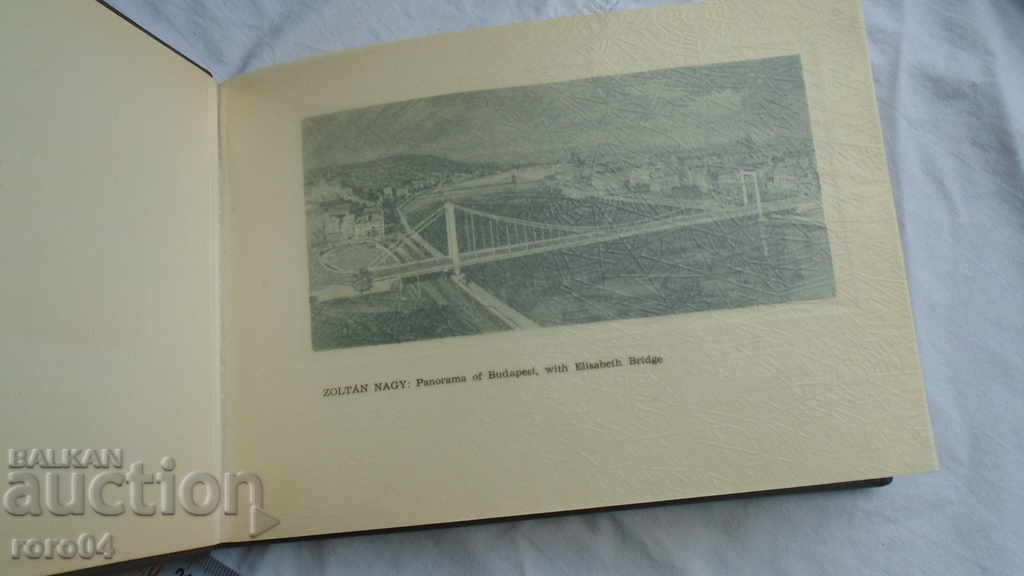 ZOLTÁN NAGY: Panorama of Budapest, with Elisabeth Bridge
BALKAN
auction
roro04